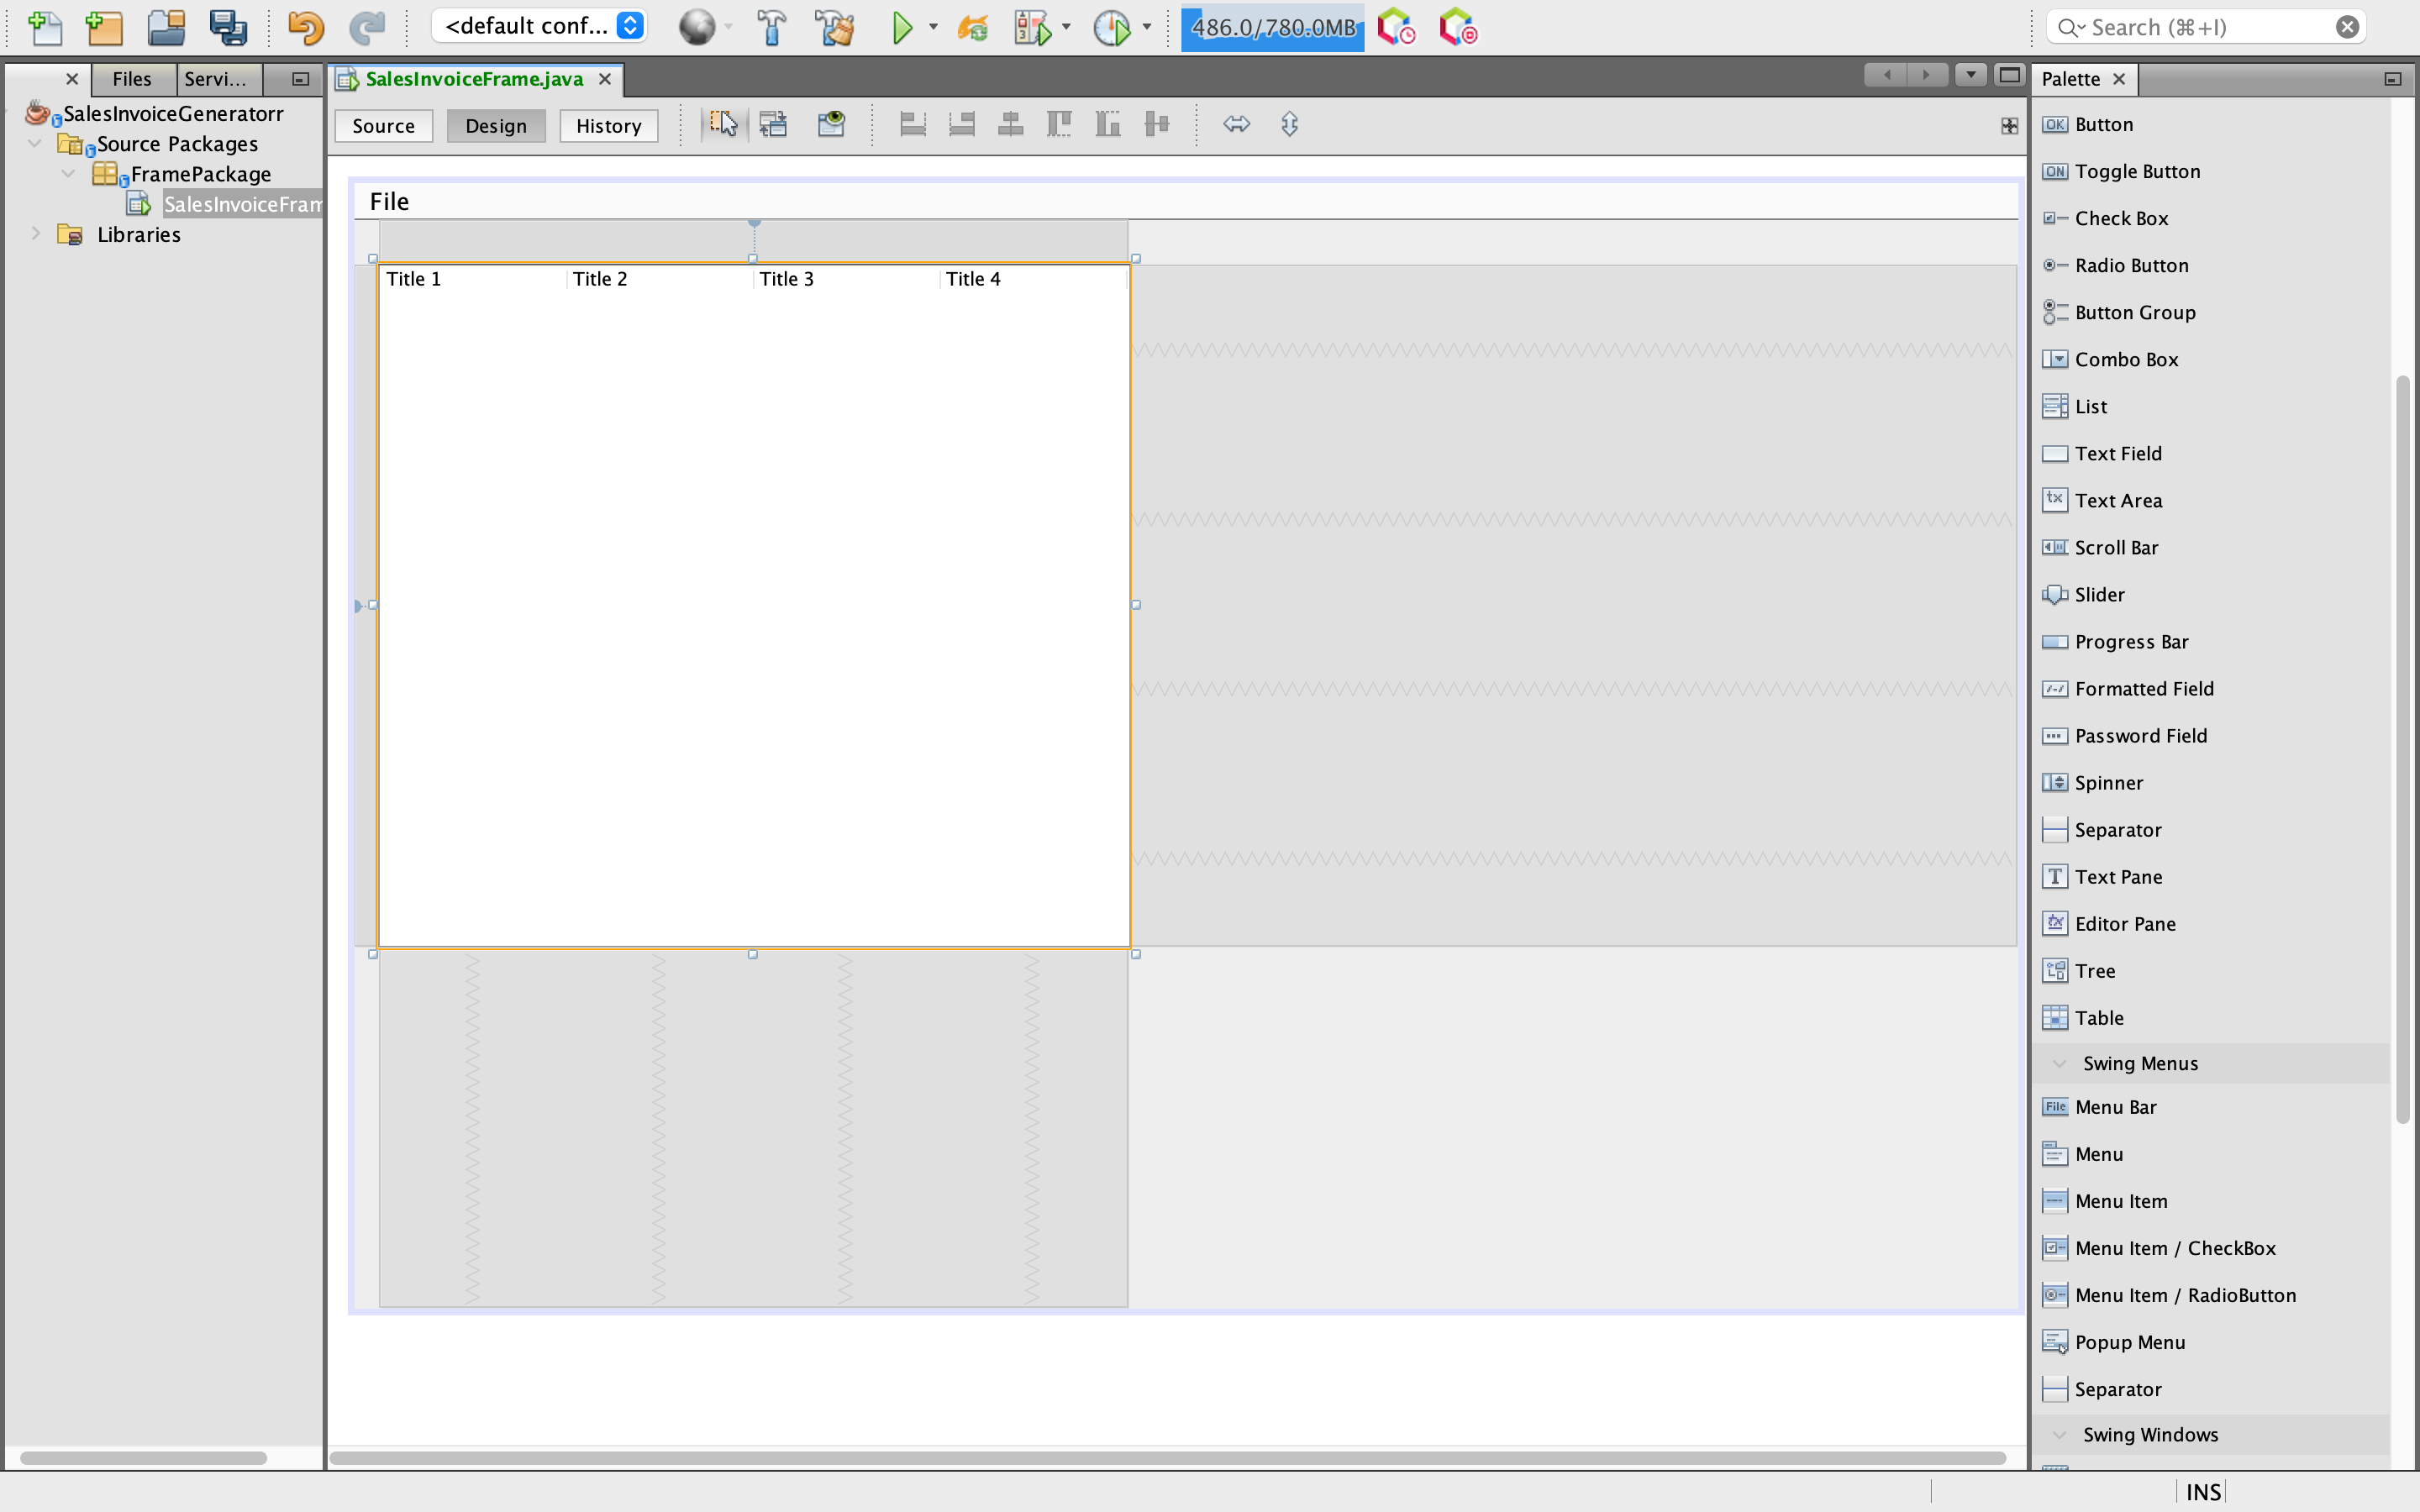 <default conf...
486.0/780.0MB
Search (⌘+I)
Files
Servi...
SalesInvoiceFrame.java
Palette
SalesInvoiceGeneratorr
Source Packages
FramePackage
SalesInvoiceFram
Libraries
Source
Design
History
File
Title 1
Title 2
Title 3
Title 4
Button
Toggle Button
Check Box
Radio Button
Button Group
Combo Box
List
Text Field
Text Area
Scroll Bar
Slider
Progress Bar
Formatted Field
Password Field
Spinner
Separator
Text Pane
Editor Pane
Tree
Table
Swing Menus
Menu Bar
Menu
Menu Item
Menu Item / CheckBox
Menu Item / RadioButton
Popup Menu
Separator
Swing Windows
INS